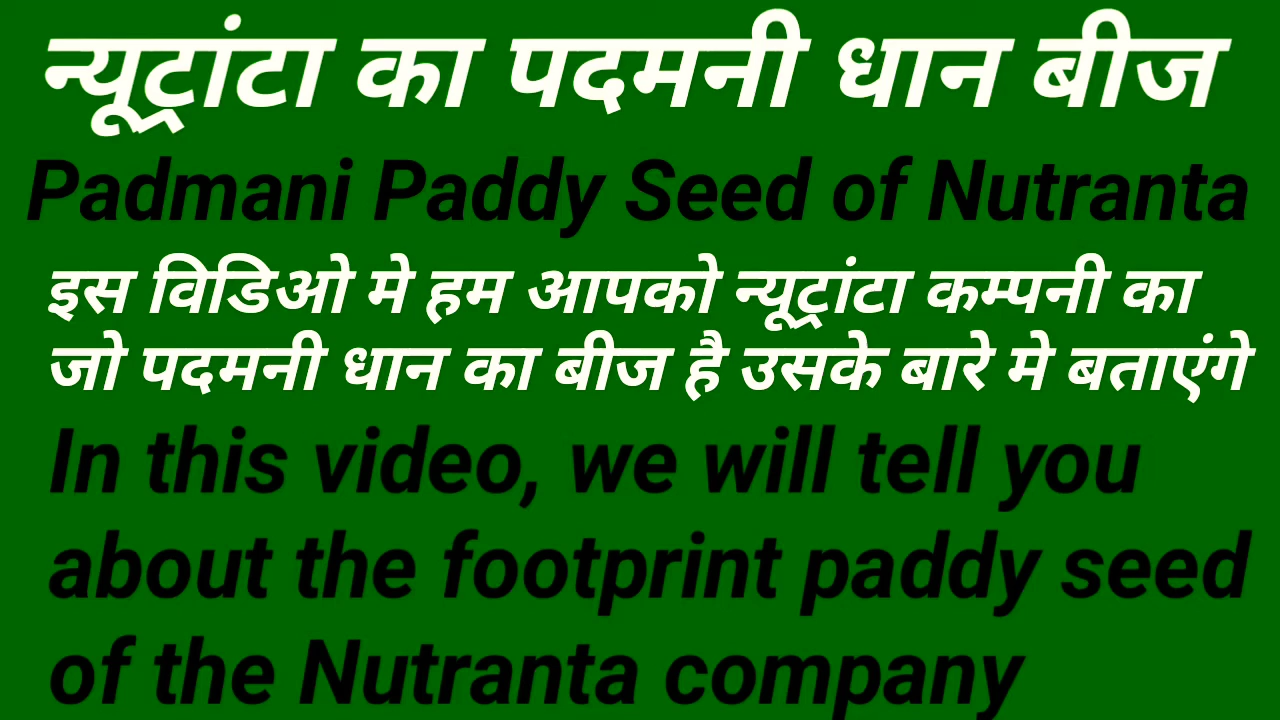 न्यूट्रांटा का पदमनी धान बीज
Padmani Paddy Seed of Nutranta
इस विडिओ मे हम आपको न्यूट्रांटा कम्पनी का
जो पदमनी धान का बीज है उसके बारे मे बताएंगे
In this video, we will tell you
about the footprint paddy seed
of the Nutranta company